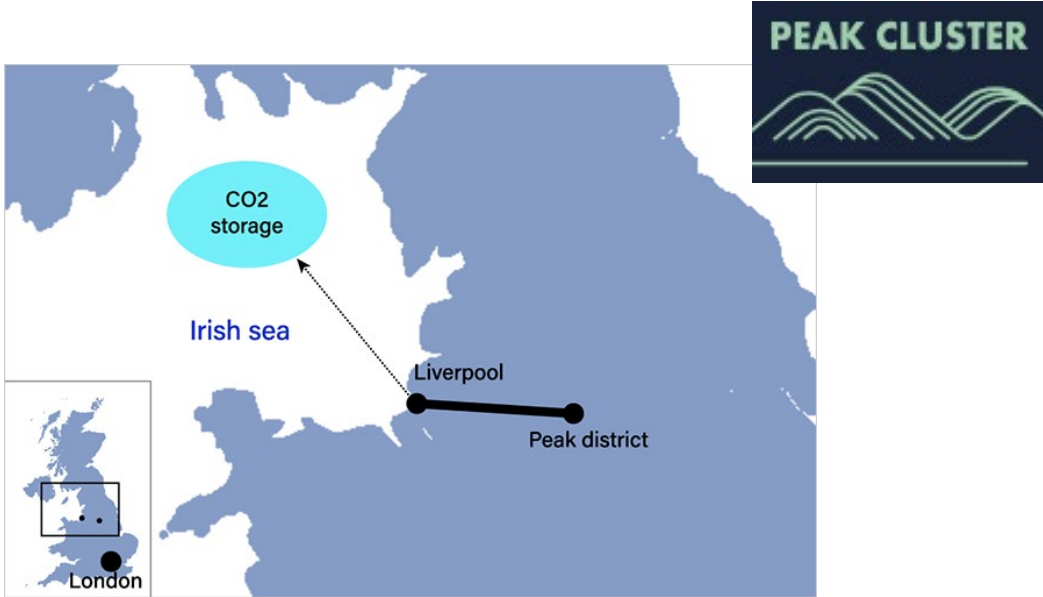 PEAK CLUSTER
CO2
storage
Irish sea
Liverpool
Peak district
London